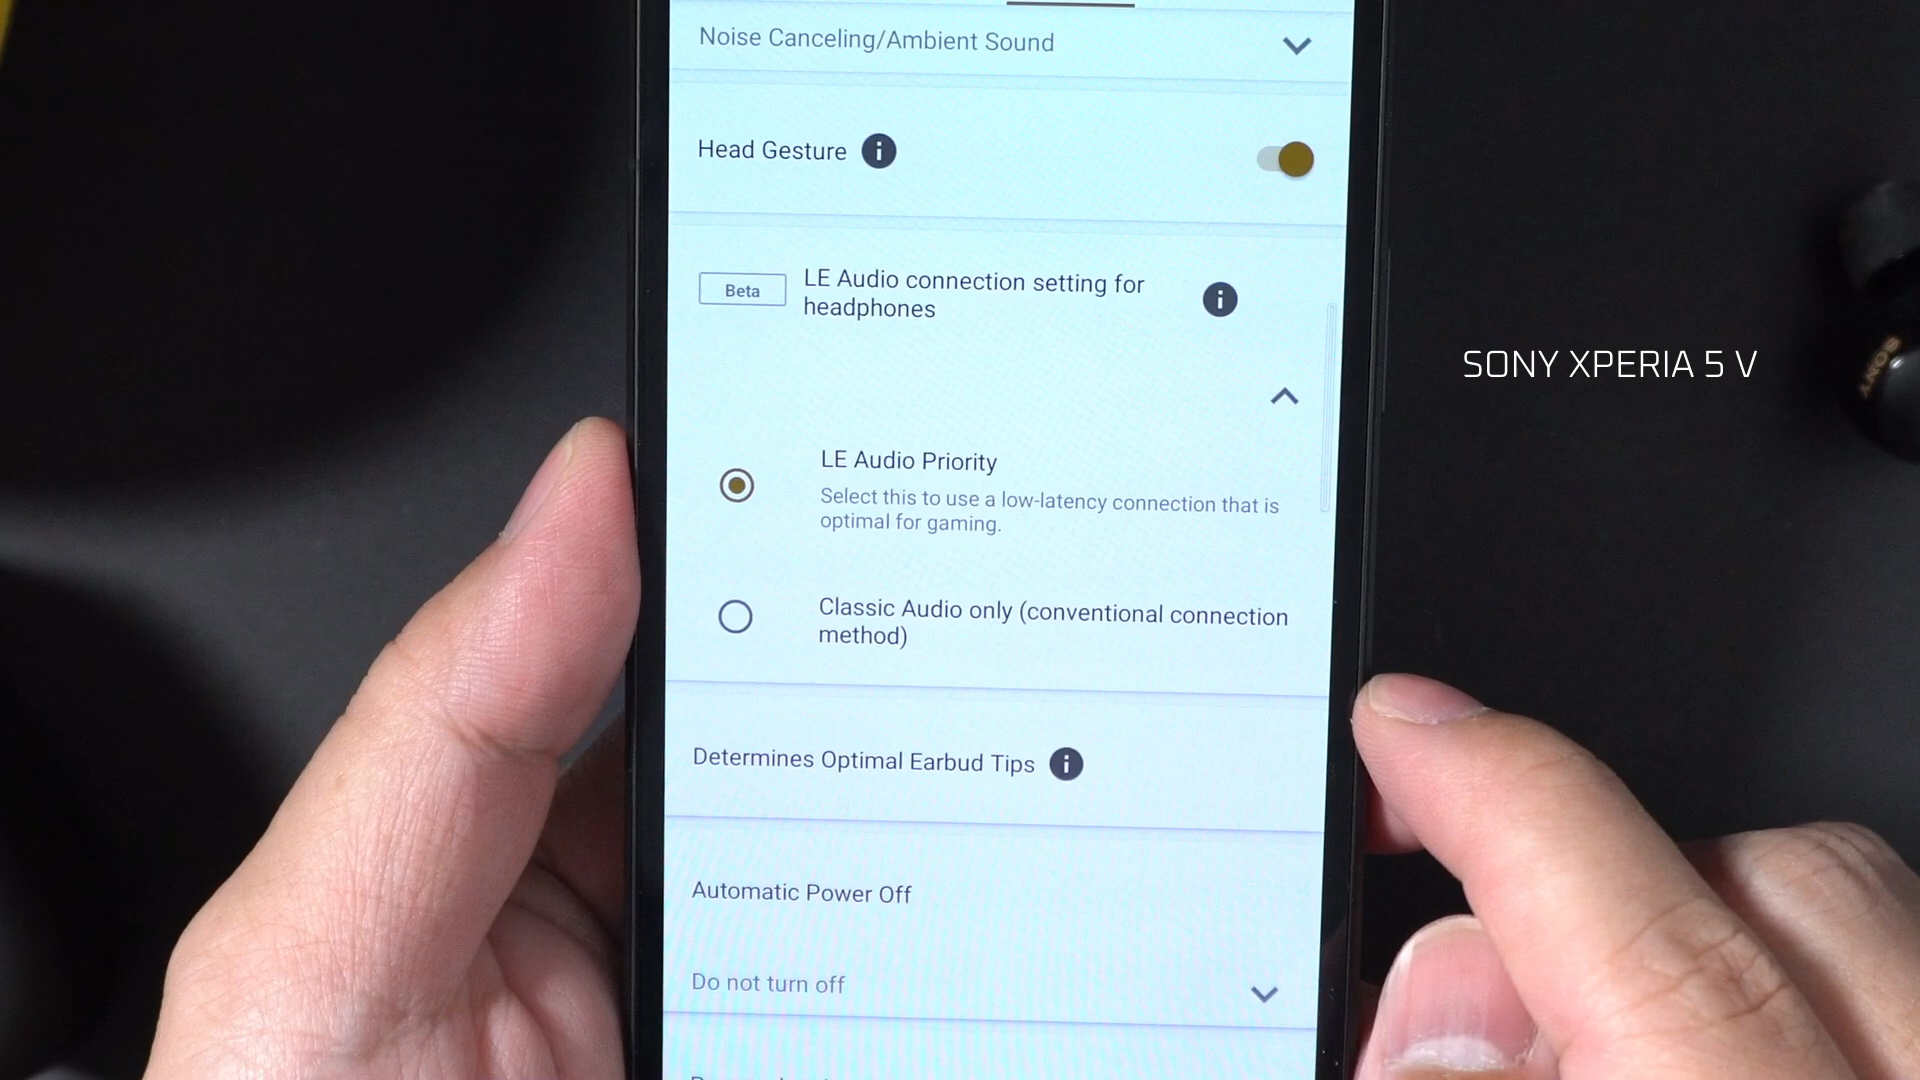 Noise Canceling/Ambient Sound
Head Gesture
Beta
LE Audio connection setting for
headphones
LE Audio Priority
Select this to use a low-latency connection that is
optimal for gaming.
Classic Audio only (conventional connection
method)
Determines Optimal Earbud Tips
Automatic Power Off
Do not turn off
SONY XPERIA 5 V
SONY